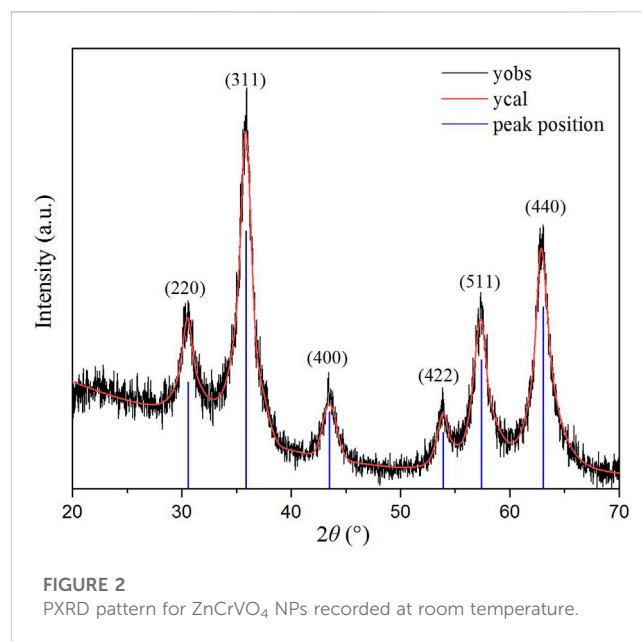 (311)
yobs
ycal
peak position
(440)
(220)
(511)
(400)
(422)
Intensity (a.u.)
20 30 40 50 60 70
2θ (°)
FIGURE 2
PXRD pattern for ZnCrVO₄ NPs recorded at room temperature.